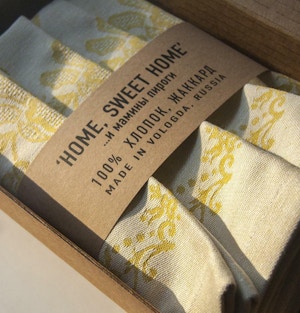 'HOME, SWEET HOME'
...и мамины пироги
100% ХЛОПОК, ЖАККАРД
MADE IN VOLOGDA, RUSSIA